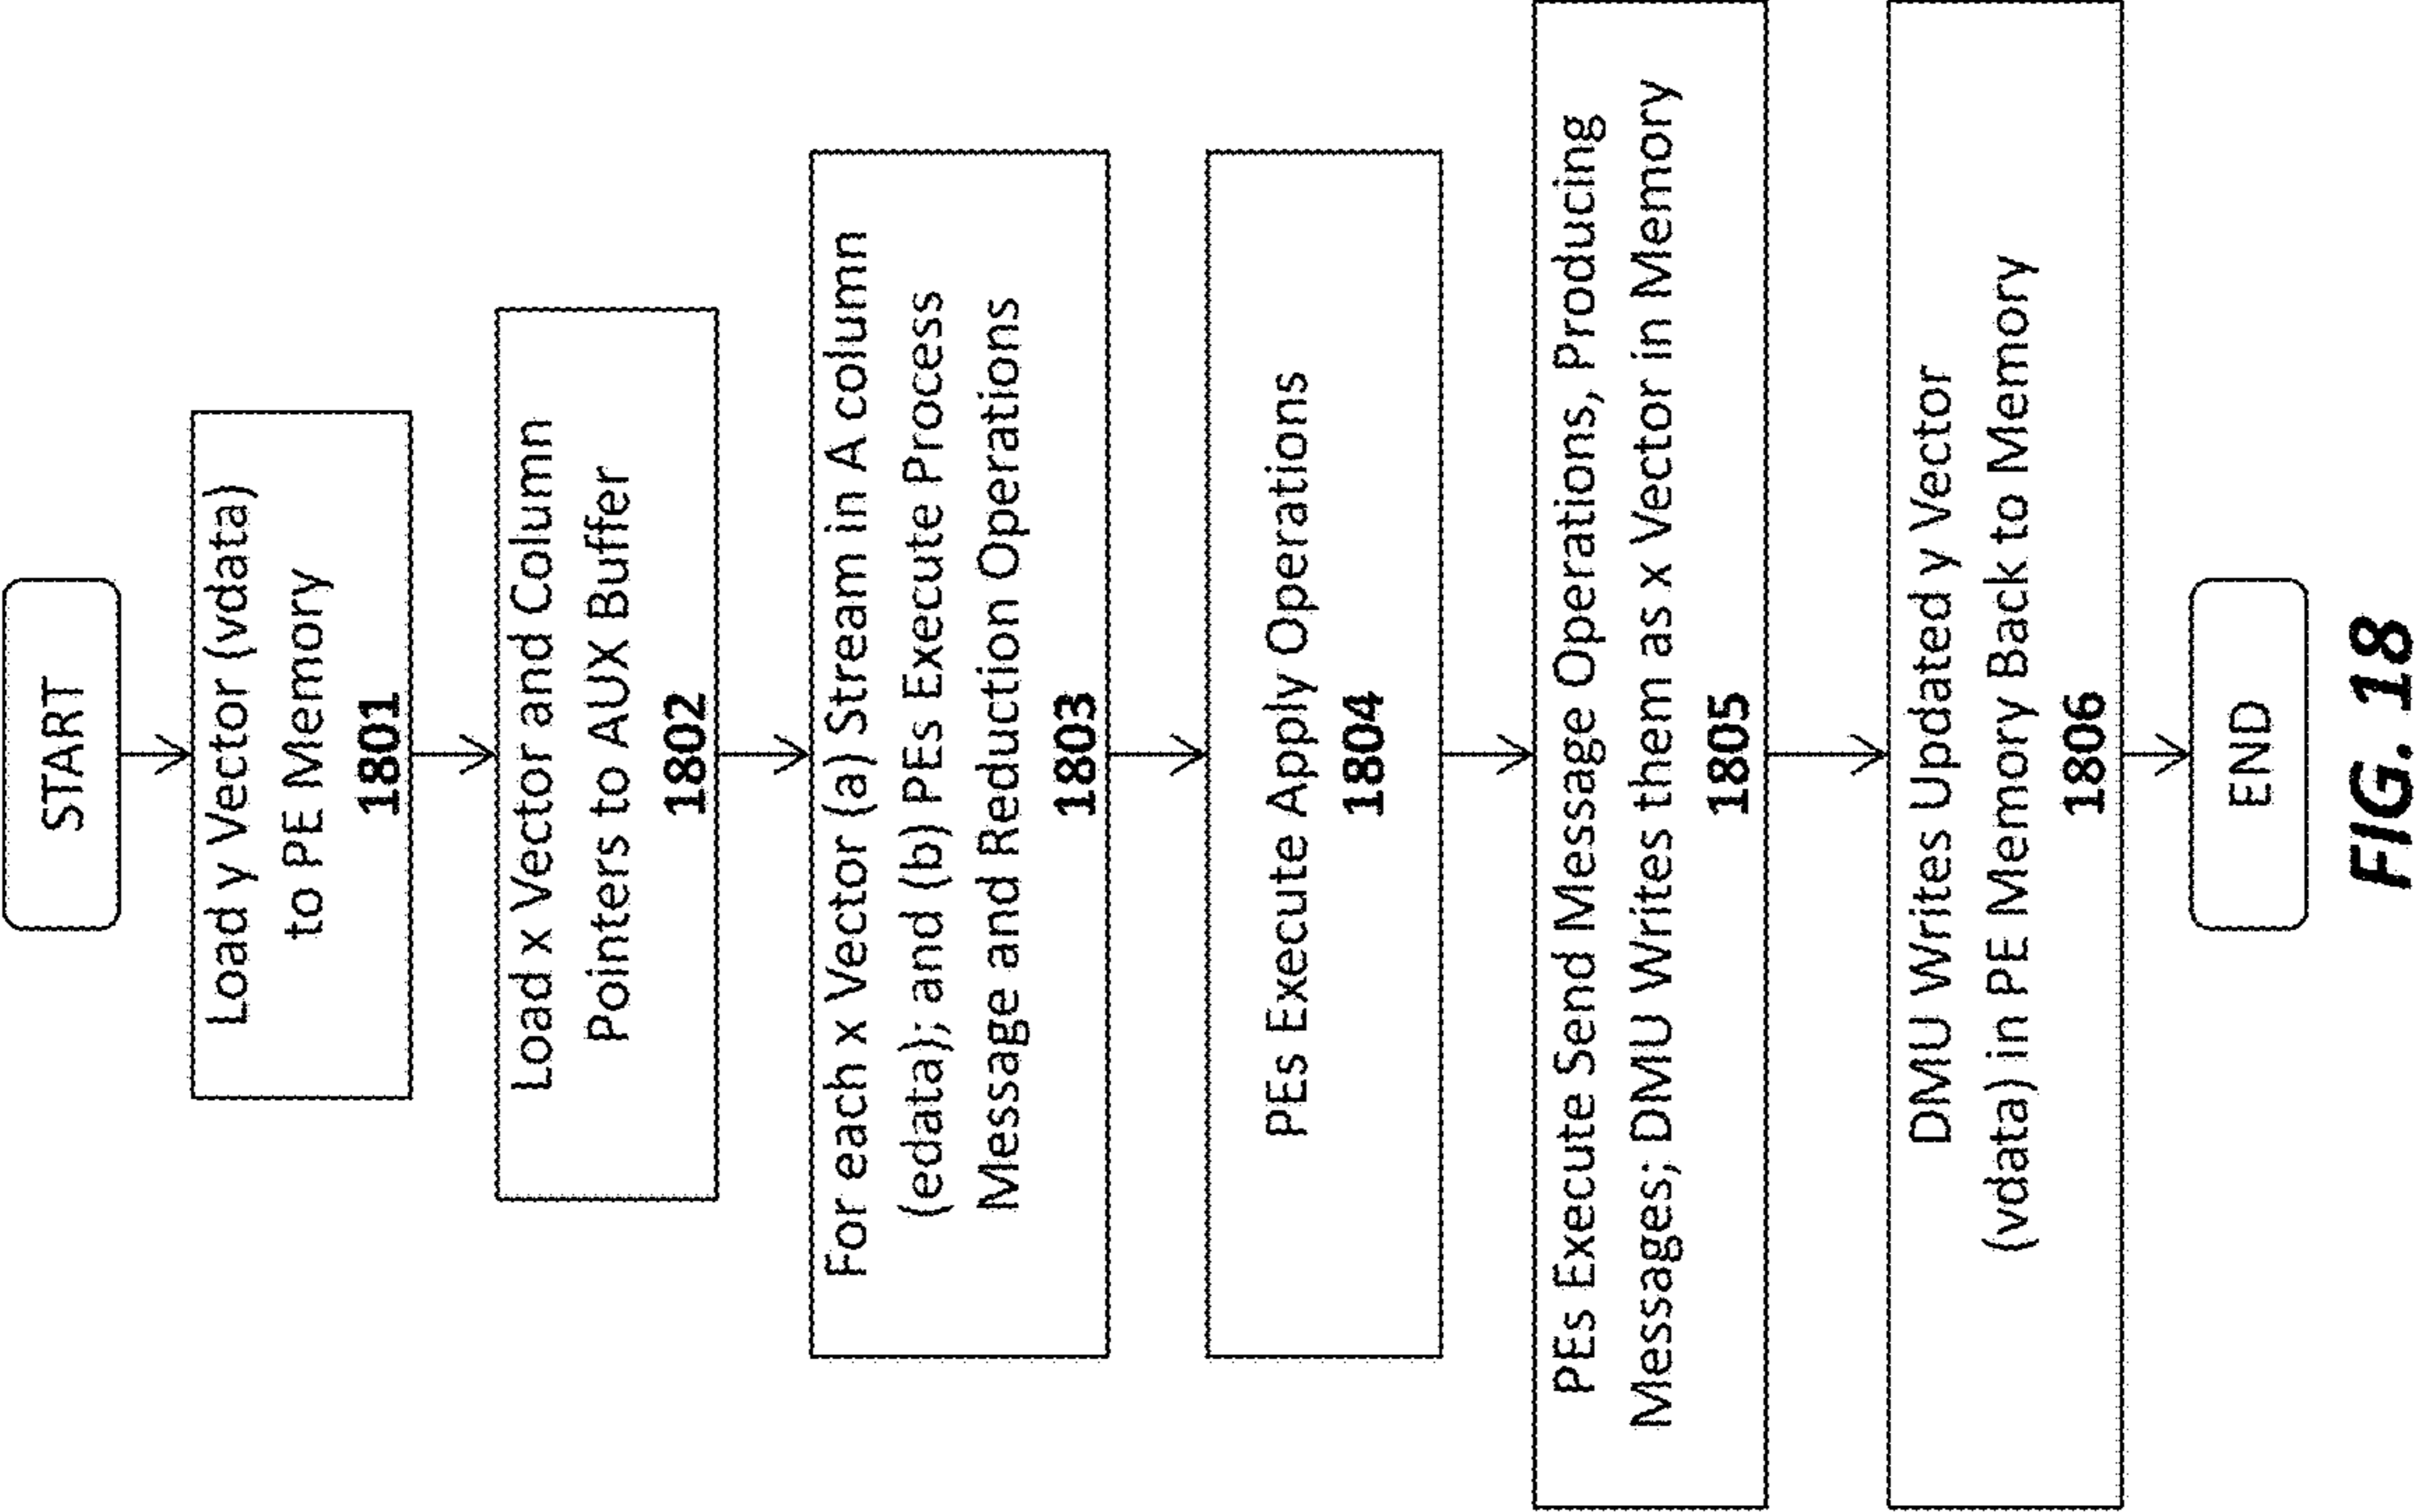 START
Load y Vector (vdata)
to PE Memory
1801
Load x Vector and Column
Pointers to AUX Buffer
1802
For each x Vector (a) Stream in A column
(edata); and (b) PEs Execute Process
Message and Reduction Operations
1803
PEs Execute Apply Operations
1804
PEs Execute Send Message Operations, Producing
Messages; DMU Writes them as x Vector in Memory
1805
DMU Writes Updated y Vector
(vdata) in PE Memory Back to Memory
1806
END
FIG. 18